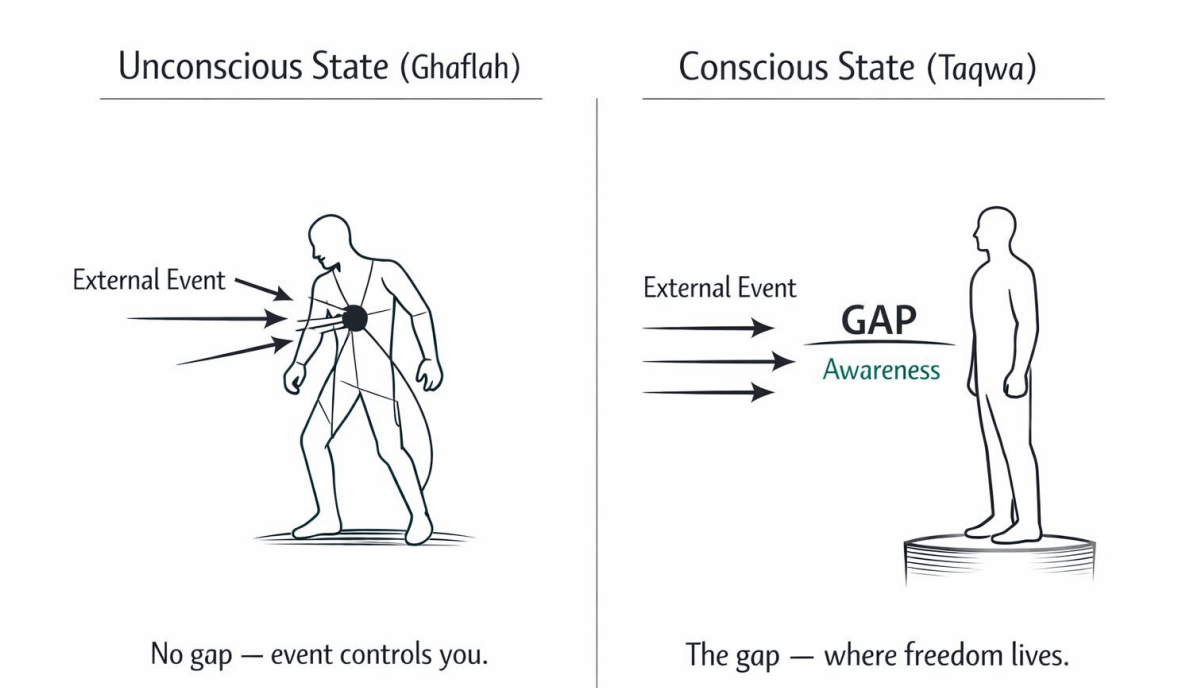 Unconscious State (Ghaflah)
External Event
No gap — event controls you.
Conscious State (Taqwa)
External Event
GAP
Awareness
The gap — where freedom lives.